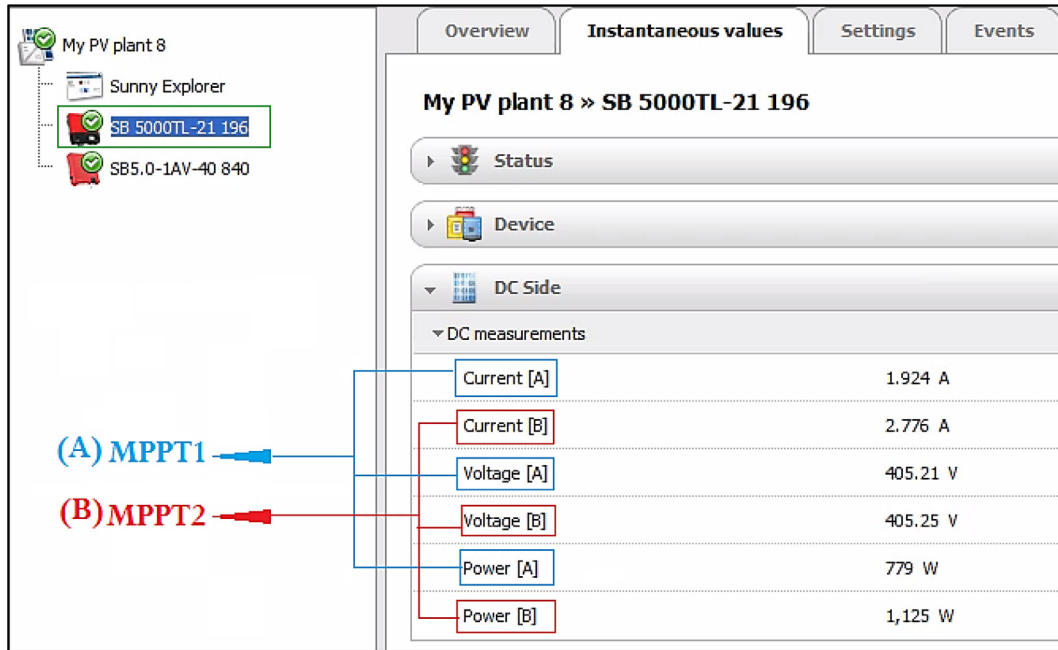 My PV plant 8
Sunny Explorer
SB 5000TL-21 196
SB5.0-1AV-40 840
Overview
Instantaneous values
Settings
Events
My PV plant 8 » SB 5000TL-21 196
Status
Device
DC Side
DC measurements
Current [A] 1.924 A
Current [B] 2.776 A
Voltage [A] 405.21 V
Voltage [B] 405.25 V
Power [A] 779 W
Power [B] 1,125 W
(A) MPPT1
(B) MPPT2